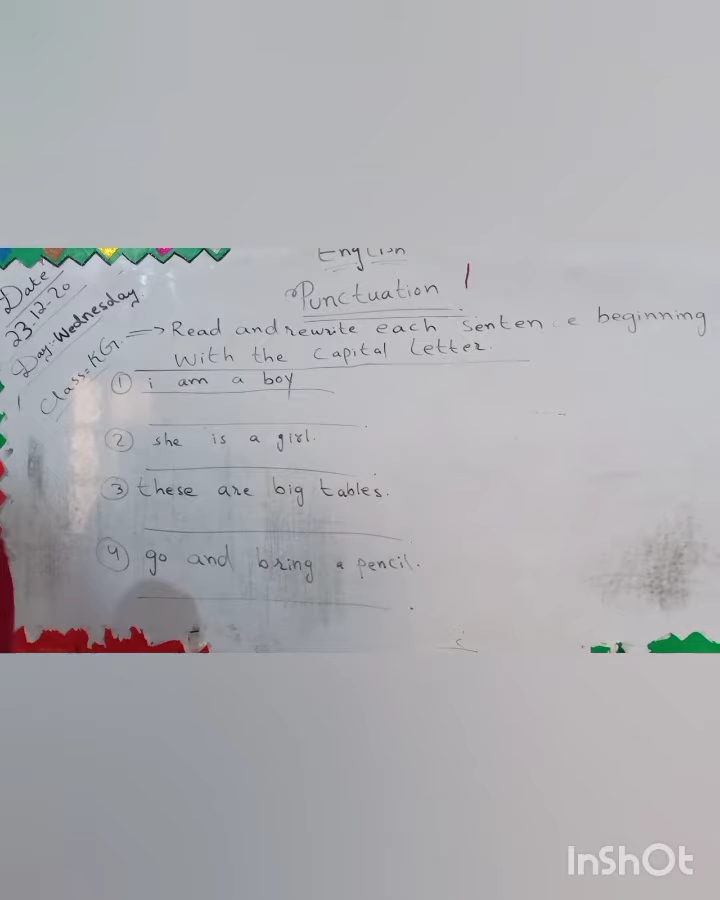 English
Punctuation
Date
23-12-20
Day:- Wednesday
Class:- KG.
→ Read and rewrite each senten e beginning
with the capital letter.
① i am a boy
② she is a girl.
③ these are big tables.
④ go and bring a pencil.
InShOt